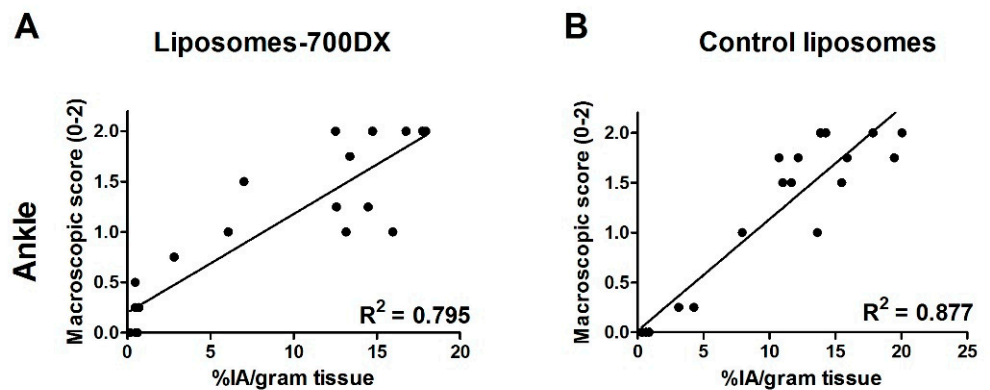 A
Liposomes-700DX
Ankle
Macroscopic score (0-2)
2.0
1.5
1.0
0.5
0.0
0
5
10
15
20
R² = 0.795
%IA/gram tissue
B
Control liposomes
Macroscopic score (0-2)
2.0
1.5
1.0
0.5
0.0
0
5
10
15
20
25
R² = 0.877
%IA/gram tissue